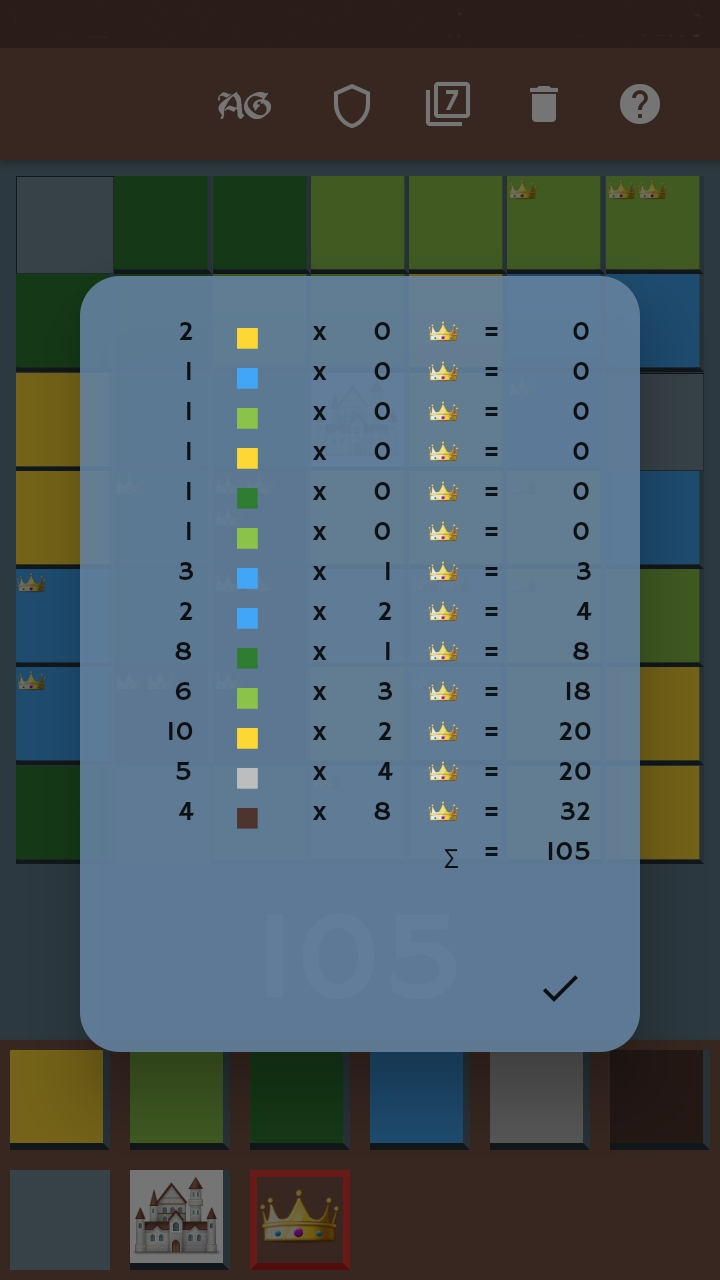 AG
7
?
2 x 0 = 0
1 x 0 = 0
1 x 0 = 0
1 x 0 = 0
1 x 0 = 0
1 x 0 = 0
3 x 1 = 3
2 x 2 = 4
8 x 1 = 8
6 x 3 = 18
10 x 2 = 20
5 x 4 = 20
4 x 8 = 32
∑ = 105
105